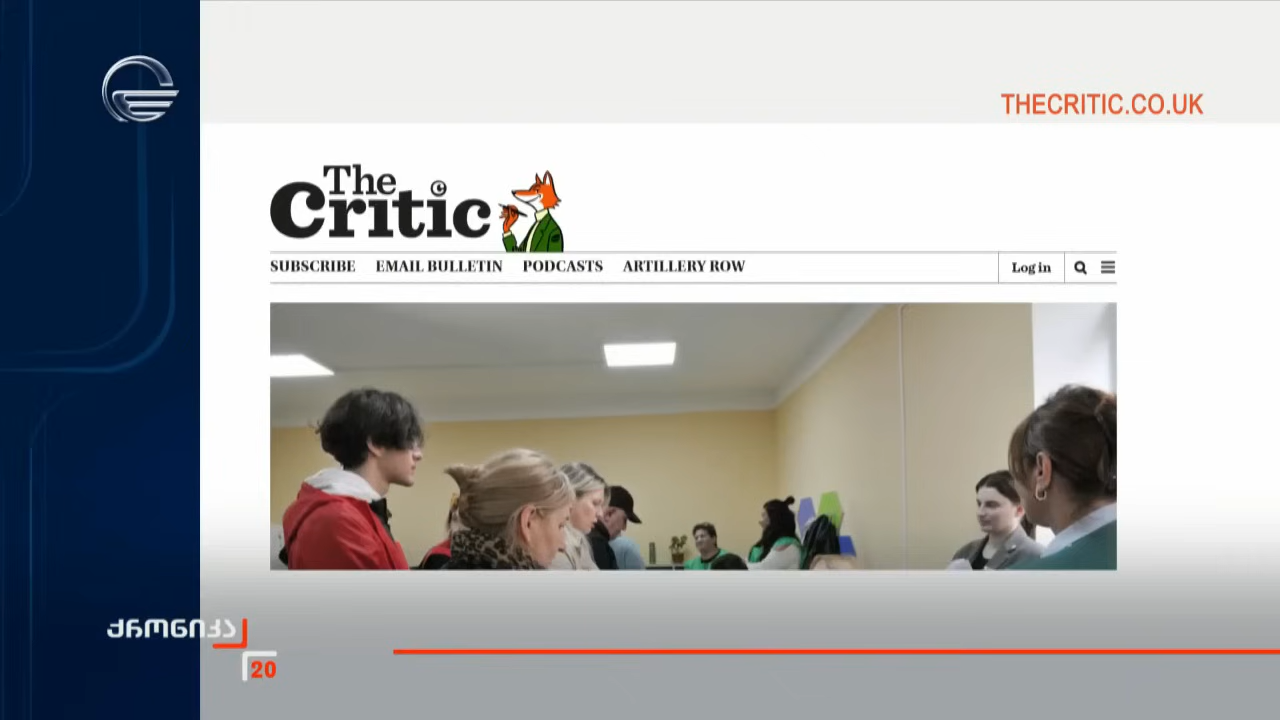 THECRITIC.CO.UK
The
Critic
SUBSCRIBE EMAIL BULLETIN PODCASTS ARTILLERY ROW
Log in
ქრონიკა
20